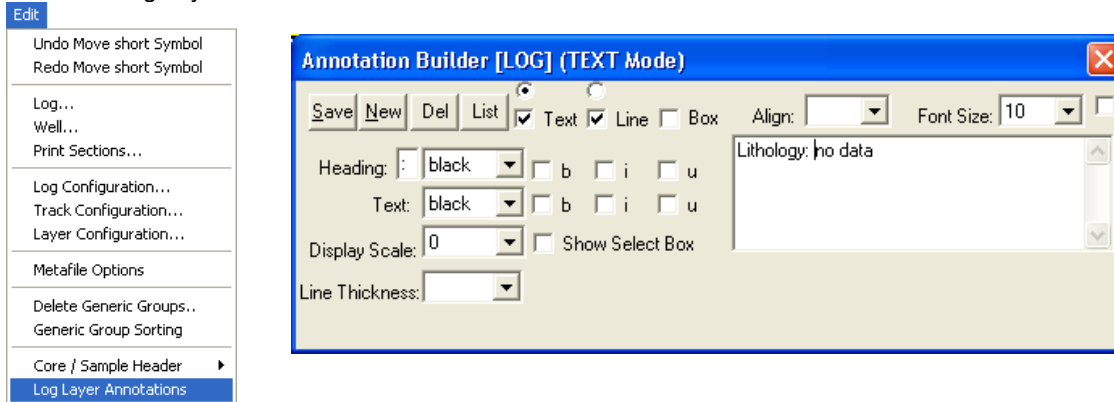 Edit
Undo Move short Symbol
Redo Move short Symbol
Log...
Well...
Print Sections...
Log Configuration...
Track Configuration...
Layer Configuration...
Metafile Options
Delete Generic Groups..
Generic Group Sorting
Core / Sample Header
Log Layer Annotations
Annotation Builder [LOG] (TEXT Mode)
Save New Del List Text Line Box Align: Font Size: 10
Heading: : black b i u
Text: black b i u
Display Scale: 0 Show Select Box
Line Thickness:
Lithology: no data